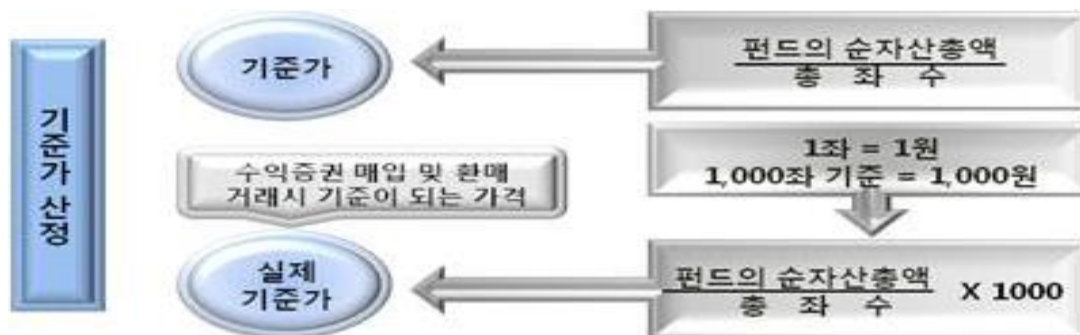 기준가 산정
기준가
펀드의 순자산총액
총 좌 수
수익증권 매입 및 환매
거래시 기준이 되는 가격
1좌 = 1원
1,000좌 기준 = 1,000원
실제
기준가
펀드의 순자산총액
총 좌 수
X 1000